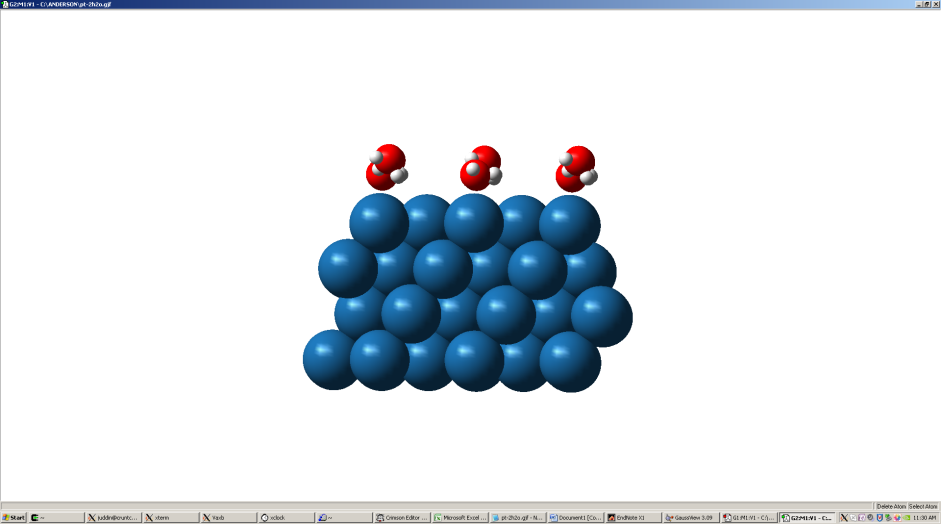 G2:M1:V1 - C:\ANDERSON\pt-2h2o.gjf
Delete Atom Select Atom
Start
~
juddin@cruntc...
xterm
Vaxb
xclock
~
Crimson Editor ...
Microsoft Excel ...
pt-2h2o.gjf - N...
Document1 [Co...
EndNote X1
GaussView 3.09
G1:M1:V1 - C:\...
G2:M1:V1 - C:...
11:30 AM